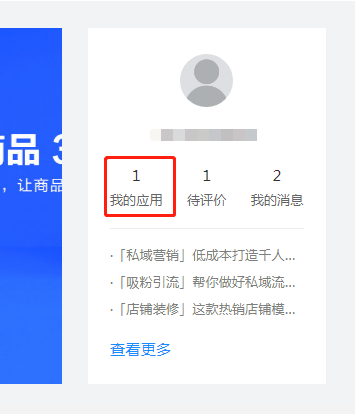 商品 3
，让商品
1 1 2
我的应用 待评价 我的消息
·「私域营销」低成本打造千人...
·「吸粉引流」帮你做好私域流...
·「店铺装修」这款热销店铺模...
查看更多